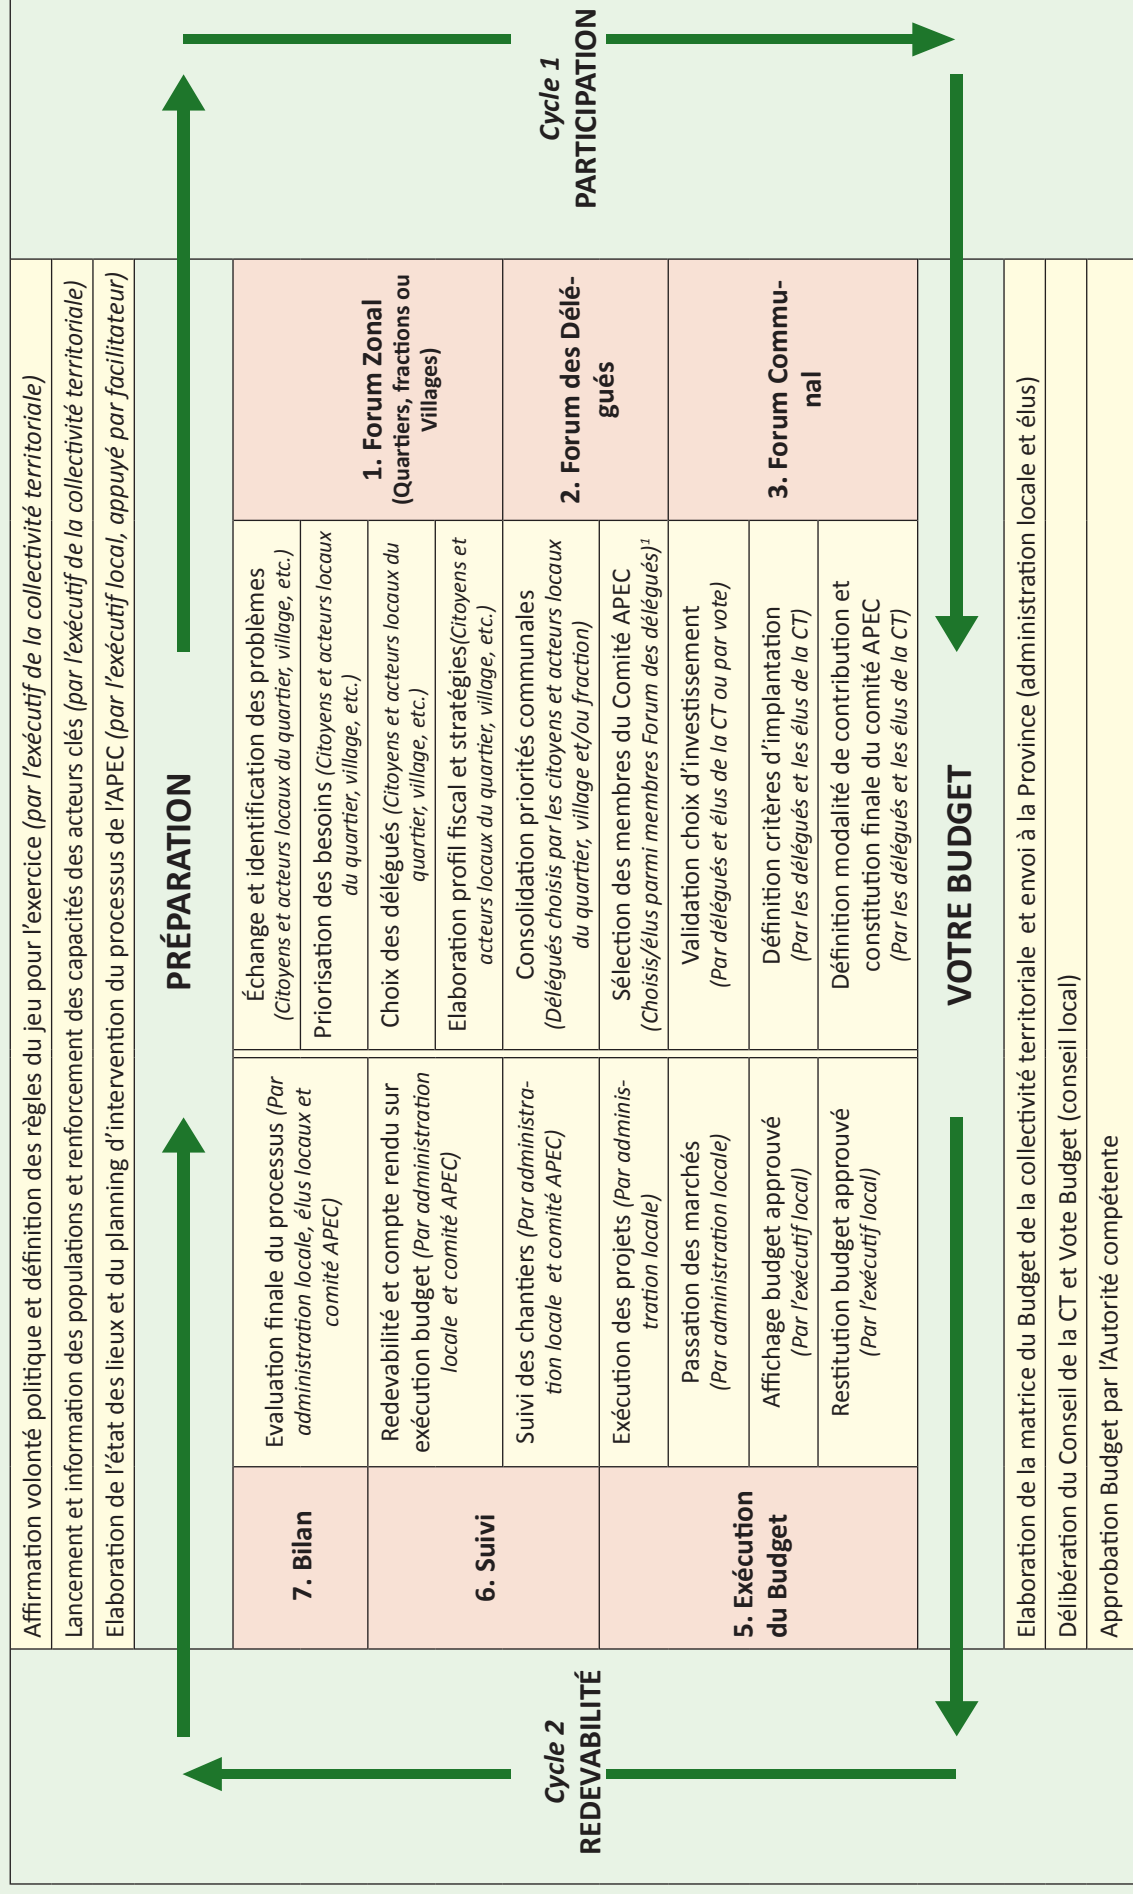 Affirmation volonté politique et définition des règles du jeu pour l'exercice (par l'exécutif de la collectivité territoriale)
Lancement et information des populations et renforcement des capacités des acteurs clés (par l'exécutif de la collectivité territoriale)
Elaboration de l'état des lieux et du planning d'intervention du processus de l'APEC (par l'exécutif local, appuyé par facilitateur)
PRÉPARATION
Cycle 2
REDEVABILITÉ
7. Bilan
Evaluation finale du processus (Par
administration locale, élus locaux et
comité APEC)
6. Suivi
Redevabilité et compte rendu sur
exécution budget (Par administration
locale et comité APEC)
Suivi des chantiers (Par administra-
tion locale et comité APEC)
5. Exécution
du Budget
Exécution des projets (Par adminis-
tration locale)
Passation des marchés
(Par administration locale)
Affichage budget approuvé
(Par l'exécutif local)
Restitution budget approuvé
(Par l'exécutif local)
Échange et identification des problèmes
(Citoyens et acteurs locaux du quartier, village, etc.)
Priorisation des besoins (Citoyens et acteurs locaux
du quartier, village, etc.)
Choix des délégués (Citoyens et acteurs locaux du
quartier, village, etc.)
Elaboration profil fiscal et stratégies(Citoyens et
acteurs locaux du quartier, village, etc.)
1. Forum Zonal
(Quartiers, fractions ou
Villages)
Consolidation priorités communales
(Délégués choisis par les citoyens et acteurs locaux
du quartier, village et/ou fraction)
Sélection des membres du Comité APEC
(Choisis/élus parmi membres Forum des délégués)1
2. Forum des Délé-
gués
Validation choix d'investissement
(Par délégués et élus de la CT ou par vote)
Définition critères d'implantation
(Par les délégués et les élus de la CT)
Définition modalité de contribution et
constitution finale du comité APEC
(Par les délégués et les élus de la CT)
3. Forum Commu-
nal
Cycle 1
PARTICIPATION
VOTRE BUDGET
Elaboration de la matrice du Budget de la collectivité territoriale et envoi à la Province (administration locale et élus)
Délibération du Conseil de la CT et Vote Budget (conseil local)
Approbation Budget par l'Autorité compétente